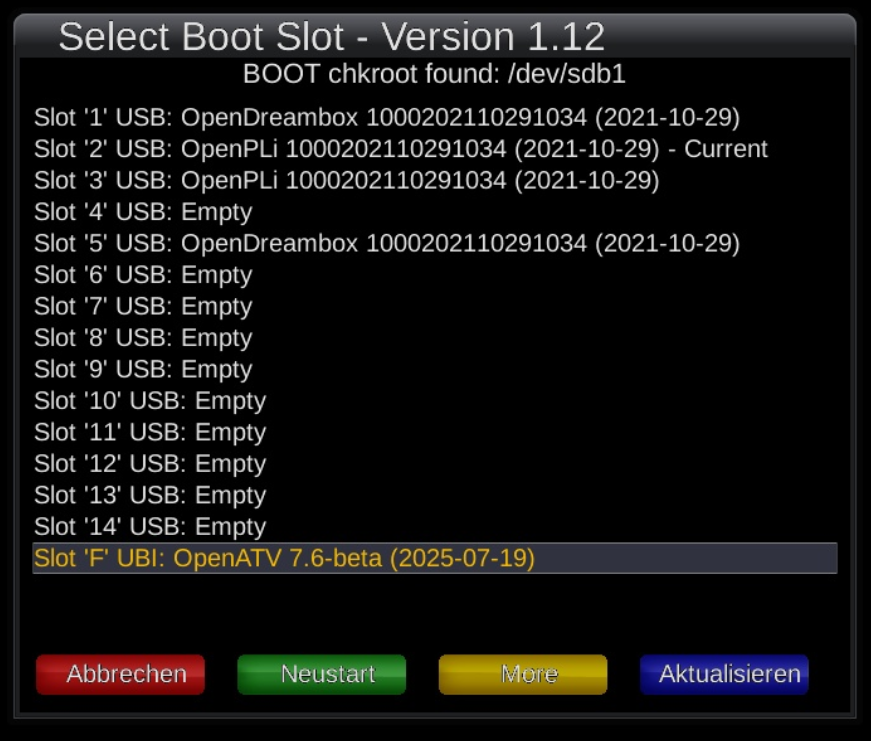 Select Boot Slot - Version 1.12
BOOT chkroot found: /dev/sdb1
Slot '1' USB: OpenDreambox 1000202110291034 (2021-10-29)
Slot '2' USB: OpenPLi 1000202110291034 (2021-10-29) - Current
Slot '3' USB: OpenPLi 1000202110291034 (2021-10-29)
Slot '4' USB: Empty
Slot '5' USB: OpenDreambox 1000202110291034 (2021-10-29)
Slot '6' USB: Empty
Slot '7' USB: Empty
Slot '8' USB: Empty
Slot '9' USB: Empty
Slot '10' USB: Empty
Slot '11' USB: Empty
Slot '12' USB: Empty
Slot '13' USB: Empty
Slot '14' USB: Empty
Slot 'F' UBI: OpenATV 7.6-beta (2025-07-19)
Abbrechen Neustart More Aktualisieren